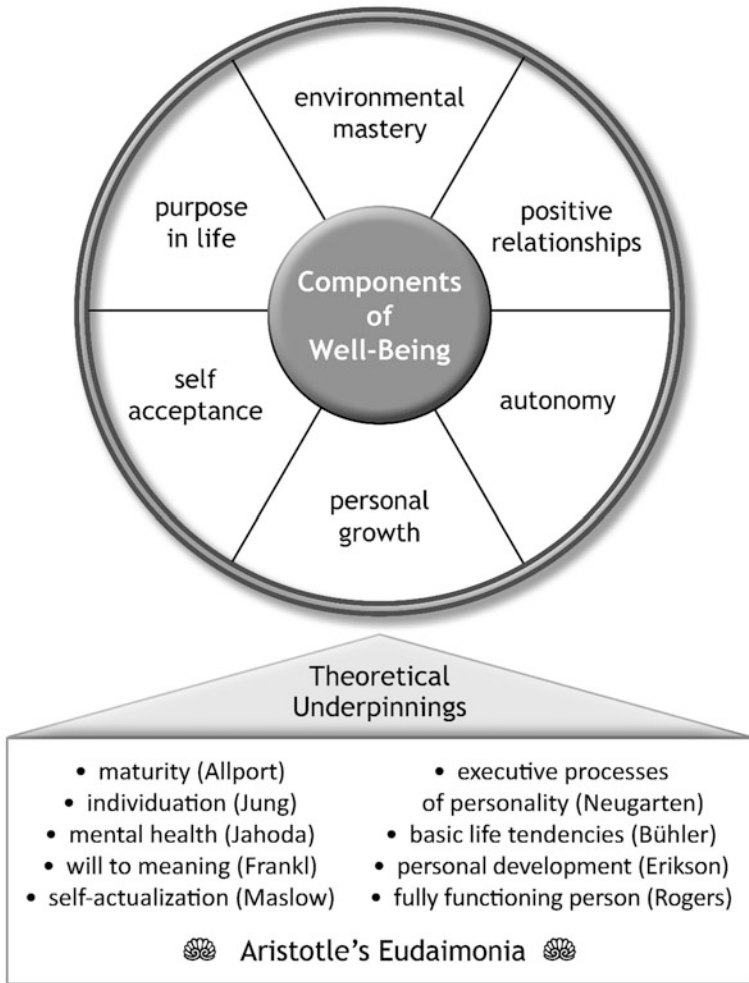 environmental
mastery
positive
relationships
autonomy
personal
growth
self
acceptance
purpose
in life
Components
of
Well-Being
Theoretical
Underpinnings
• maturity (Allport)
• individuation (Jung)
• mental health (Jahoda)
• will to meaning (Frankl)
• self-actualization (Maslow)
• executive processes
of personality (Neugarten)
• basic life tendencies (Bühler)
• personal development (Erikson)
• fully functioning person (Rogers)
Aristotle’s Eudaimonia